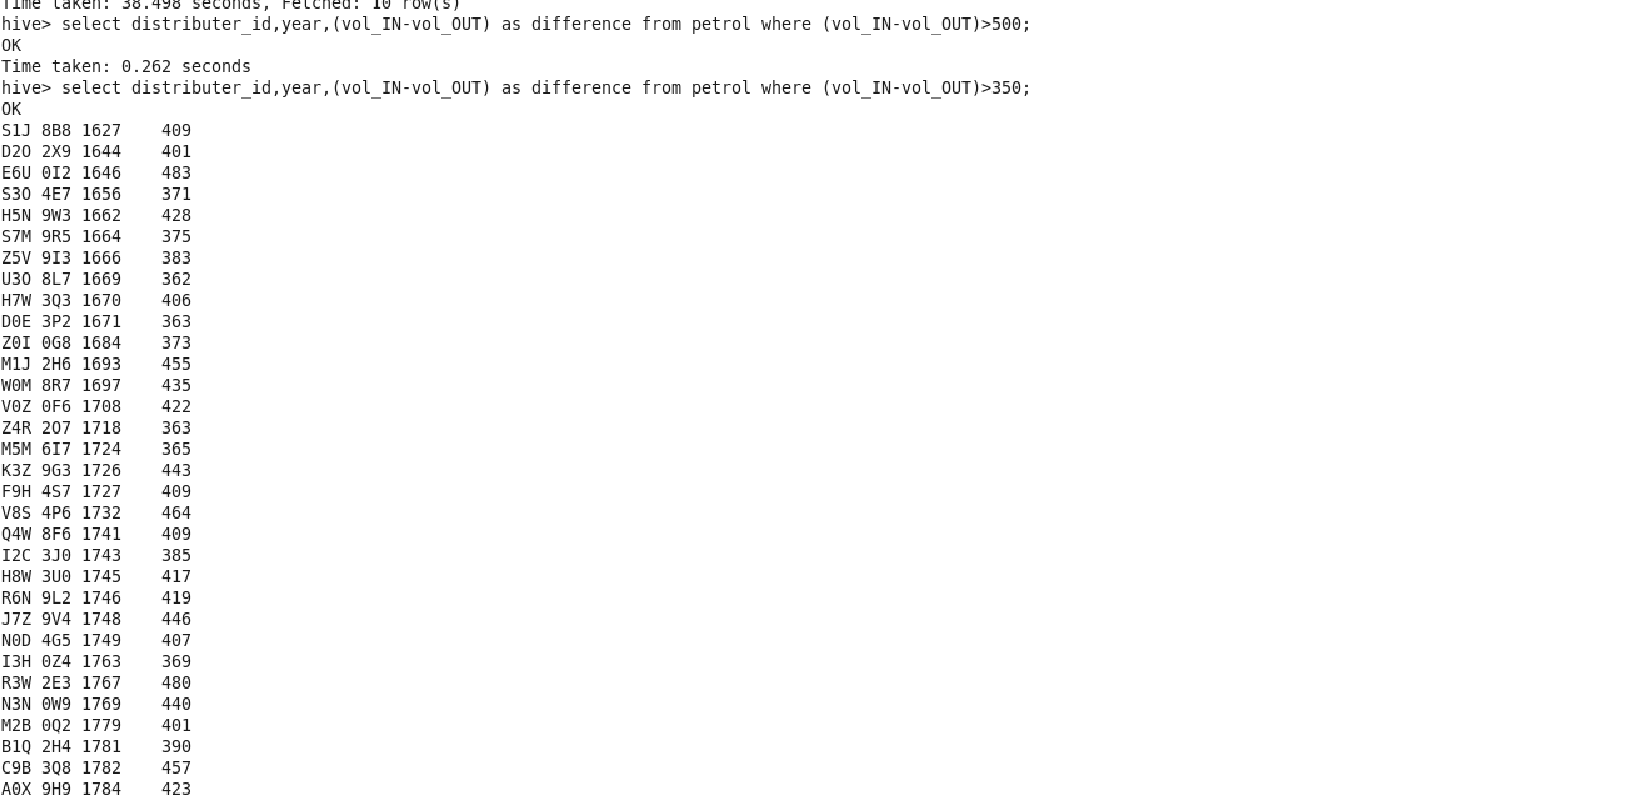 Time taken: 38.498 seconds, Fetched: 10 row(s)
hive> select distributer_id,year,(vol_IN-vol_OUT) as difference from petrol where (vol_IN-vol_OUT)>500;
OK
Time taken: 0.262 seconds
hive> select distributer_id,year,(vol_IN-vol_OUT) as difference from petrol where (vol_IN-vol_OUT)>350;
OK
S1J 8B8 1627    409
D2O 2X9 1644    401
E6U 0I2 1646    483
S3O 4E7 1656    371
H5N 9W3 1662    428
S7M 9R5 1664    375
Z5V 9I3 1666    383
U3O 8L7 1669    362
H7W 3Q3 1670    406
D0E 3P2 1671    363
Z0I 0G8 1684    373
M1J 2H6 1693    455
W0M 8R7 1697    435
V0Z 0F6 1708    422
Z4R 2O7 1718    363
M5M 6I7 1724    365
K3Z 9G3 1726    443
F9H 4S7 1727    409
V8S 4P6 1732    464
Q4W 8F6 1741    409
I2C 3J0 1743    385
H8W 3U0 1745    417
R6N 9L2 1746    419
J7Z 9V4 1748    446
N0D 4G5 1749    407
I3H 0Z4 1763    369
R3W 2E3 1767    480
N3N 0W9 1769    440
M2B 0Q2 1779    401
B1Q 2H4 1781    390
C9B 3Q8 1782    457
A0X 9H9 1784    423